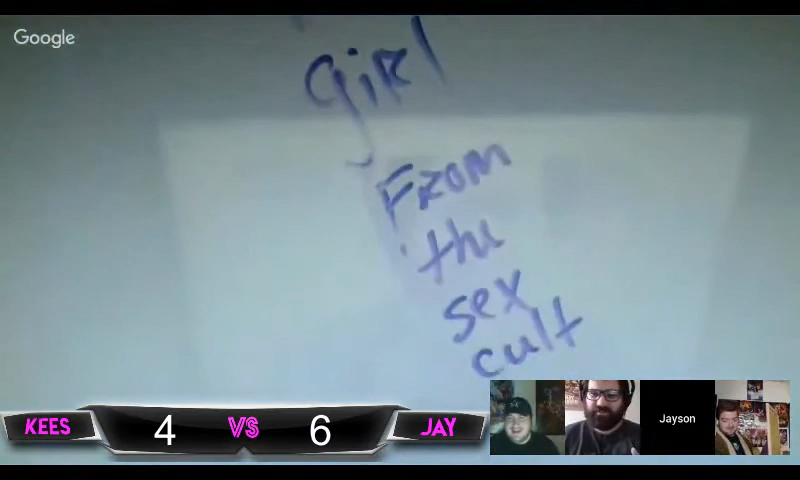 Google
girl
From
the
sex
cult
KEES
4
VS
6
JAY
Jayson